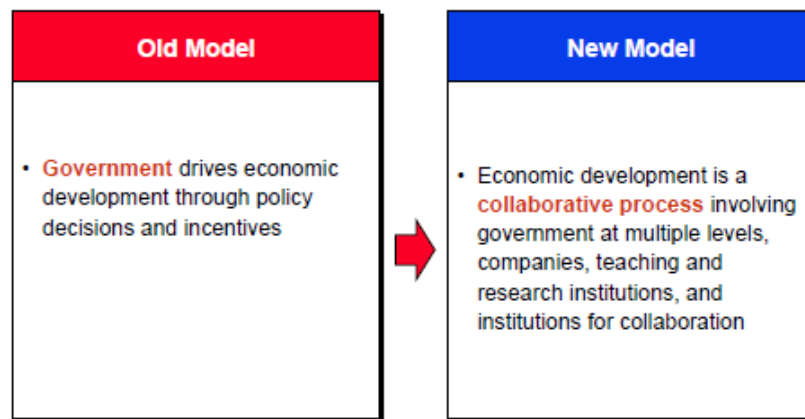 Old Model
• Government drives economic
development through policy
decisions and incentives
New Model
• Economic development is a
collaborative process involving
government at multiple levels,
companies, teaching and
research institutions, and
institutions for collaboration